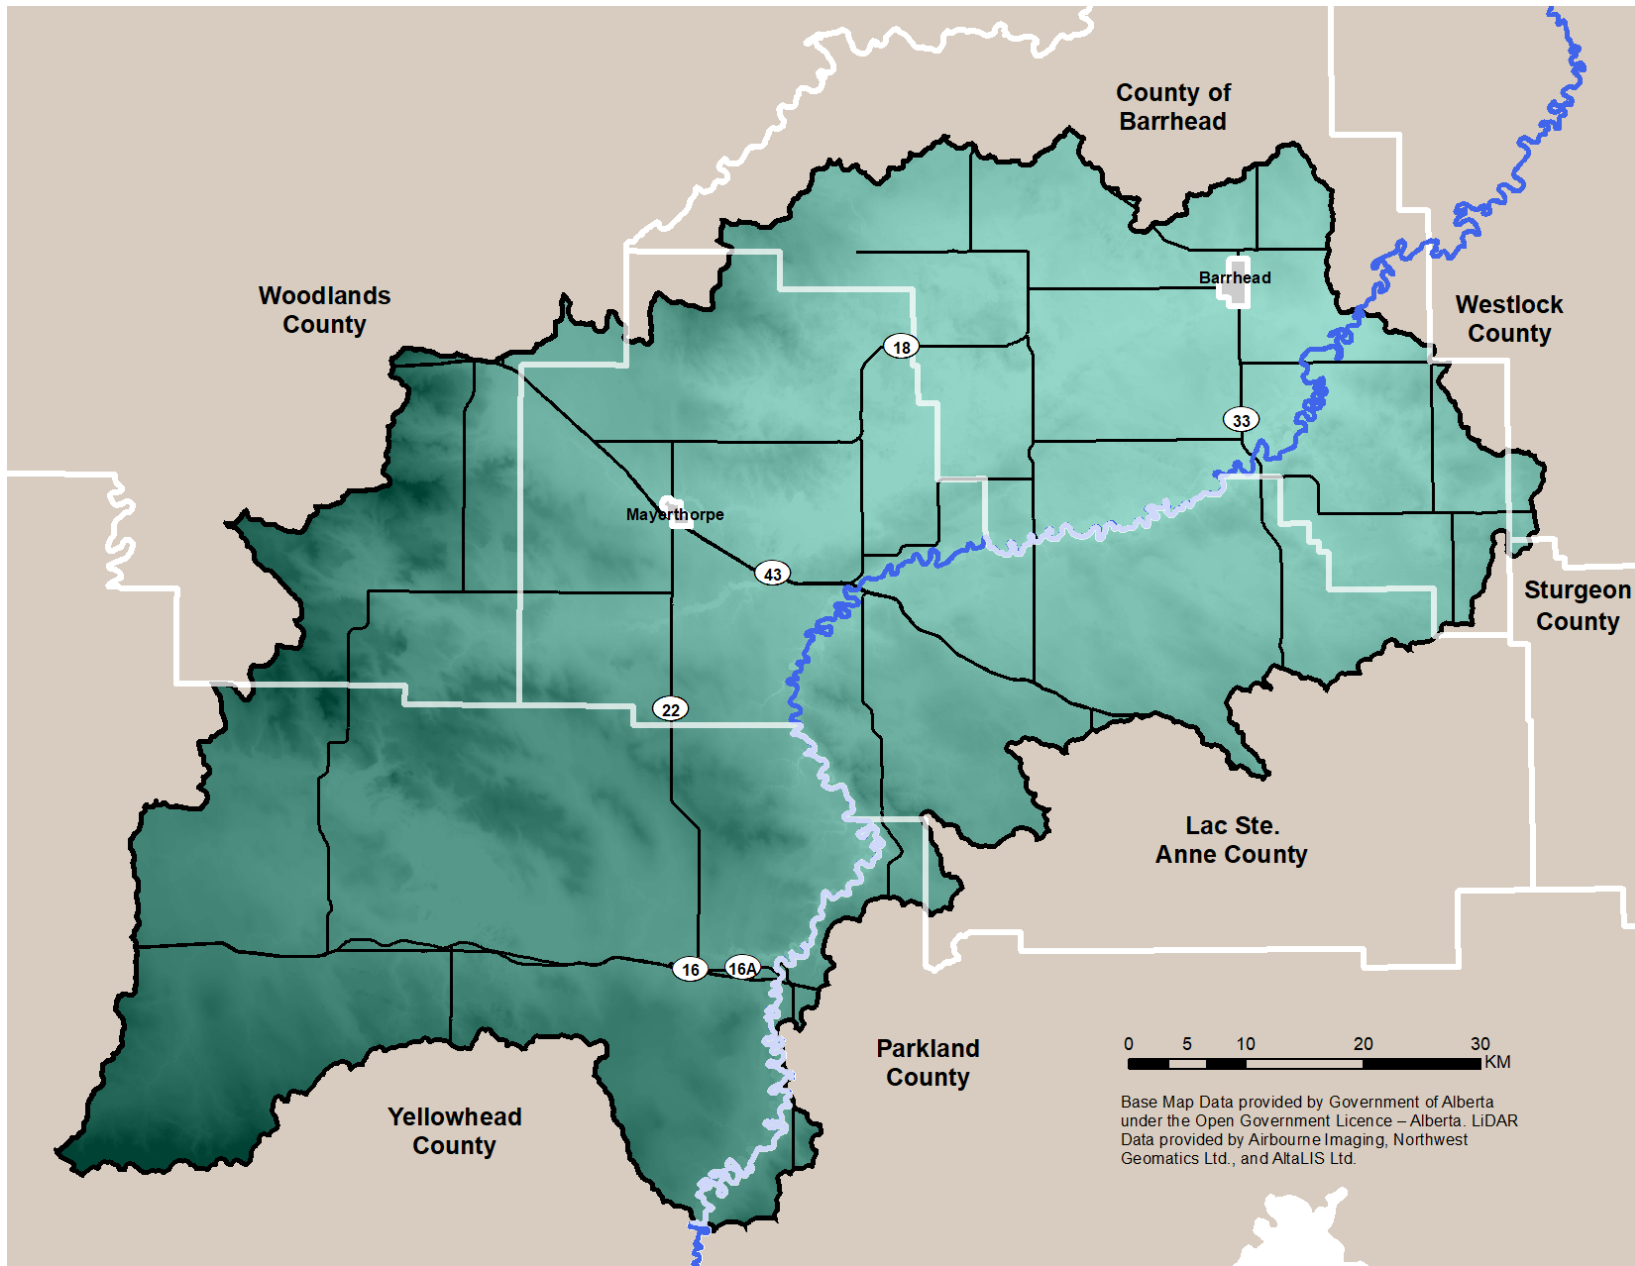 County of
Barrhead
Barrhead
Woodlands
County
Westlock
County
18
33
Mayerthorpe
43
Sturgeon
County
22
Lac Ste.
Anne County
16
16A
Parkland
County
0 5 10 20 30
KM
Yellowhead
County
Base Map Data provided by Government of Alberta
under the Open Government Licence – Alberta. LiDAR
Data provided by Airbourne Imaging, Northwest
Geomatics Ltd., and AltaLIS Ltd.